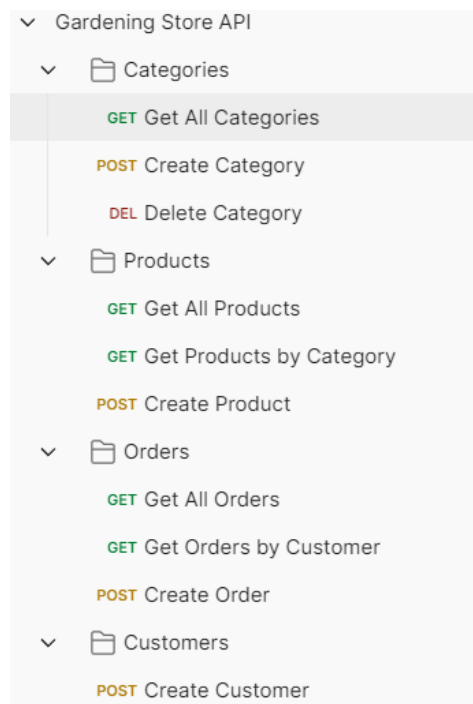 Gardening Store API
Categories
GET Get All Categories
POST Create Category
DEL Delete Category
Products
GET Get All Products
GET Get Products by Category
POST Create Product
Orders
GET Get All Orders
GET Get Orders by Customer
POST Create Order
Customers
POST Create Customer